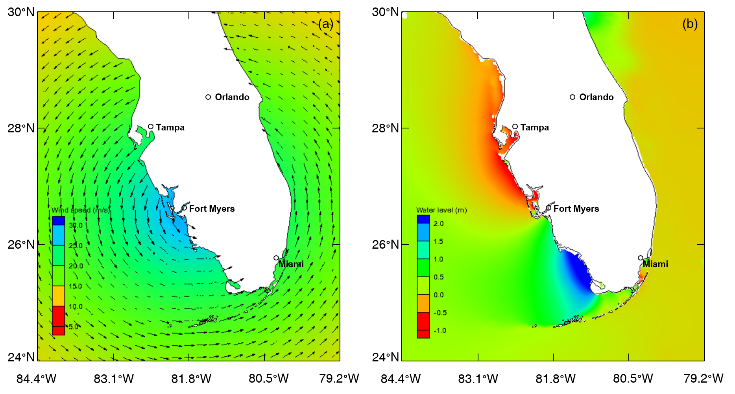 30°N
28°N
26°N
24°N
84.4°W 83.1°W 81.8°W 80.5°W 79.2°W
(a)
Orlando
Tampa
Fort Myers
Miami
Wind speed (m/s)
30.0
25.0
20.0
15.0
10.0
5.0
30°N
28°N
26°N
24°N
84.4°W 83.1°W 81.8°W 80.5°W 79.2°W
(b)
Orlando
Tampa
Fort Myers
Miami
Water level (m)
2.0
1.5
1.0
0.5
0.0
-0.5
-1.0